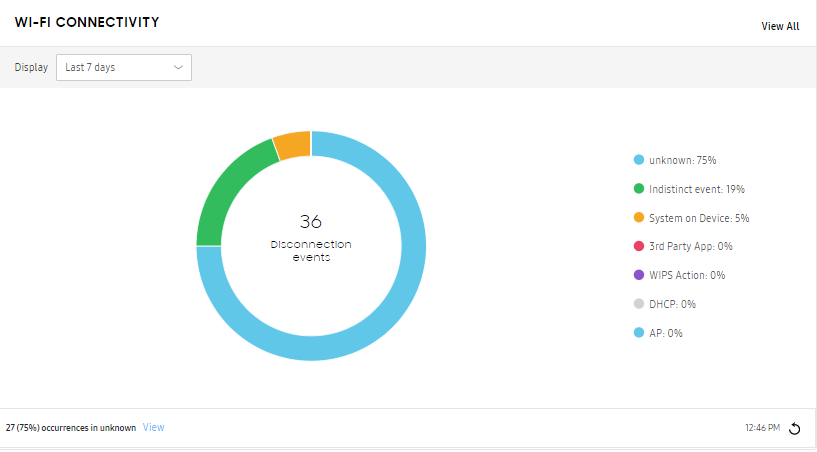 WI-FI CONNECTIVITY
View All
Display
Last 7 days
36
Disconnection
events
unknown: 75%
Indistinct event: 19%
System on Device: 5%
3rd Party App: 0%
WIPS Action: 0%
DHCP: 0%
AP: 0%
27 (75%) occurrences in unknown View
12:46 PM